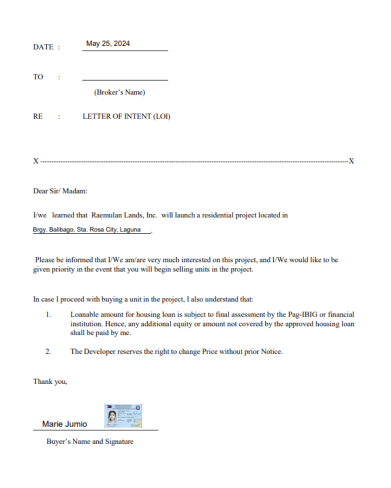 DATE : May 25, 2024
TO :
(Broker's Name)
RE : LETTER OF INTENT (LOI)
X ---------------------------------------------------------------------------------------------------X
Dear Sir/ Madam:
I/we learned that Raemulan Lands, Inc. will launch a residential project located in
Brgy. Balibago, Sta. Rosa City, Laguna.
Please be informed that I/We am/are very much interested on this project, and I/We would like to be
given priority in the event that you will begin selling units in the project.
In case I proceed with buying a unit in the project, I also understand that:
1. Loanable amount for housing loan is subject to final assessment by the Pag-IBIG or financial
institution. Hence, any additional equity or amount not covered by the approved housing loan
shall be paid by me.
2. The Developer reserves the right to change Price without prior Notice.
Thank you,
Marie Jumio
Buyer's Name and Signature